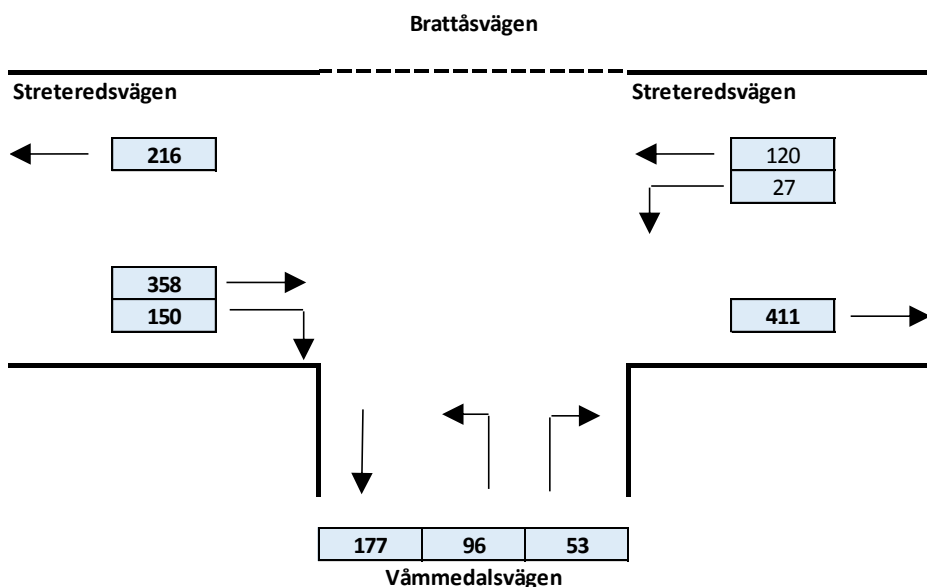 Brattåsvägen
Streteredsvägen Streteredsvägen
216 120
27
358
150 411
177 96 53
Våmmedalsvägen